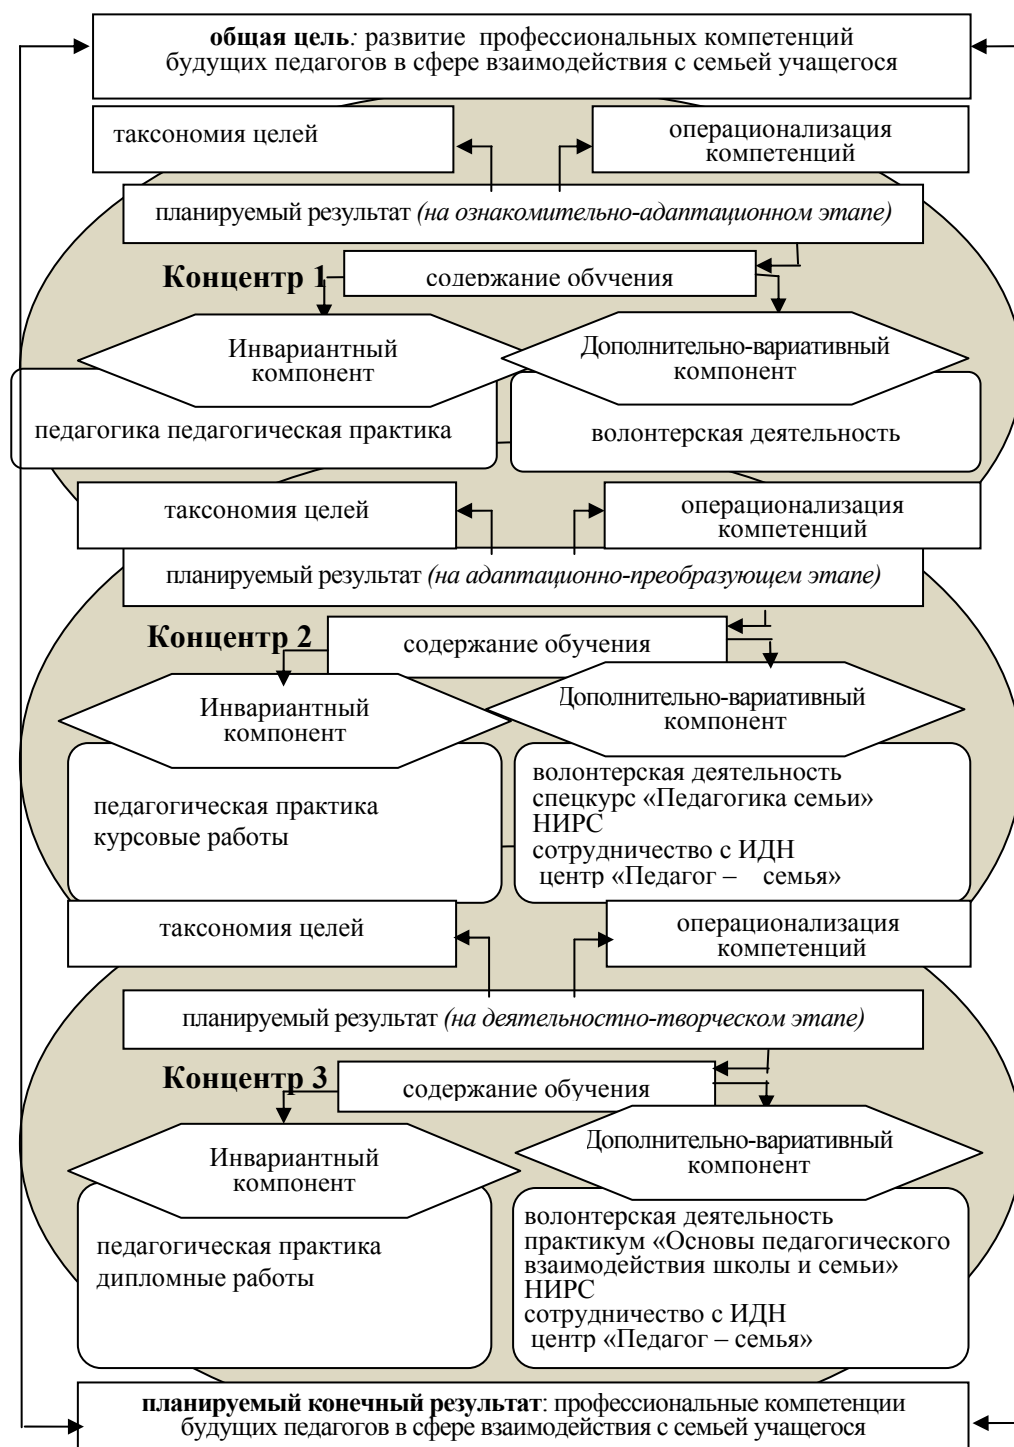 общая цель: развитие профессиональных компетенций
будущих педагогов в сфере взаимодействия с семьей учащегося
таксономия целей
операционализация
компетенций
планируемый результат (на ознакомительно-адаптационном этапе)
Концентр 1
содержание обучения
Инвариантный
компонент
Дополнительно-вариативный
компонент
педагогика педагогическая практика
волонтерская деятельность
таксономия целей
операционализация
компетенций
планируемый результат (на адаптационно-преобразующем этапе)
Концентр 2
содержание обучения
Инвариантный
компонент
Дополнительно-вариативный
компонент
педагогическая практика
курсовые работы
волонтерская деятельность
спецкурс «Педагогика семьи»
НИРС
сотрудничество с ИДН
центр «Педагог – семья»
таксономия целей
операционализация
компетенций
планируемый результат (на деятельностно-творческом этапе)
Концентр 3
содержание обучения
Инвариантный
компонент
Дополнительно-вариативный
компонент
педагогическая практика
дипломные работы
волонтерская деятельность
практикум «Основы педагогического
взаимодействия школы и семьи»
НИРС
сотрудничество с ИДН
центр «Педагог – семья»
планируемый конечный результат: профессиональные компетенции
будущих педагогов в сфере взаимодействия с семьей учащегося